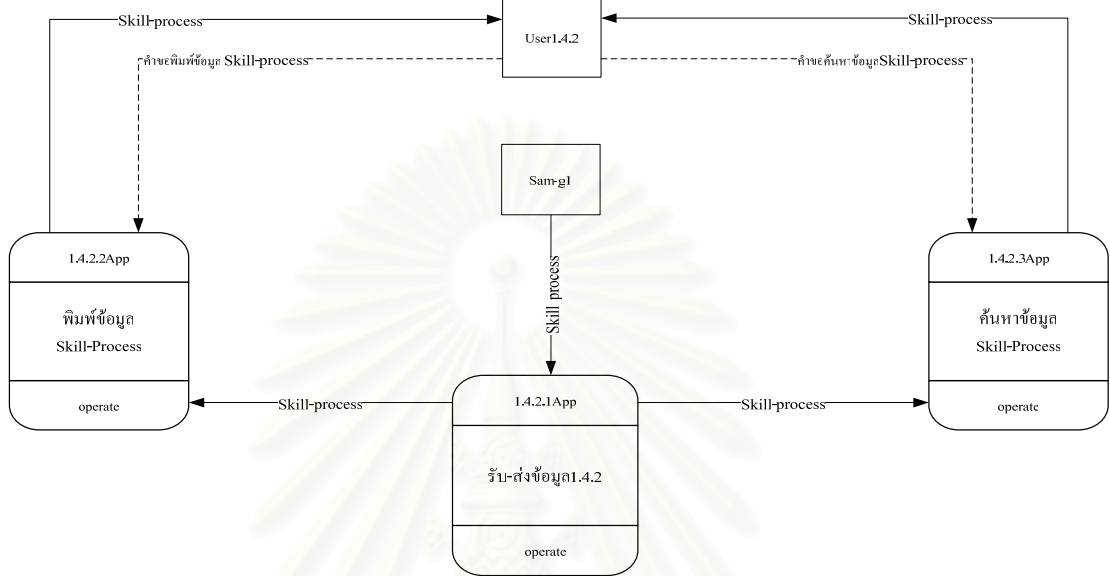 Skill-process
Skill-process
User1.4.2
คำขอพิมพ์ข้อมูล Skill-process
คำขอค้นหาข้อมูลSkill-process
Sam-g1
1.4.2.2App
1.4.2.3App
Skill process
พิมพ์ข้อมูล
Skill-Process
ค้นหาข้อมูล
Skill-Process
operate
Skill-process
1.4.2.1App
Skill-process
operate
รับ-ส่งข้อมูล1.4.2
operate